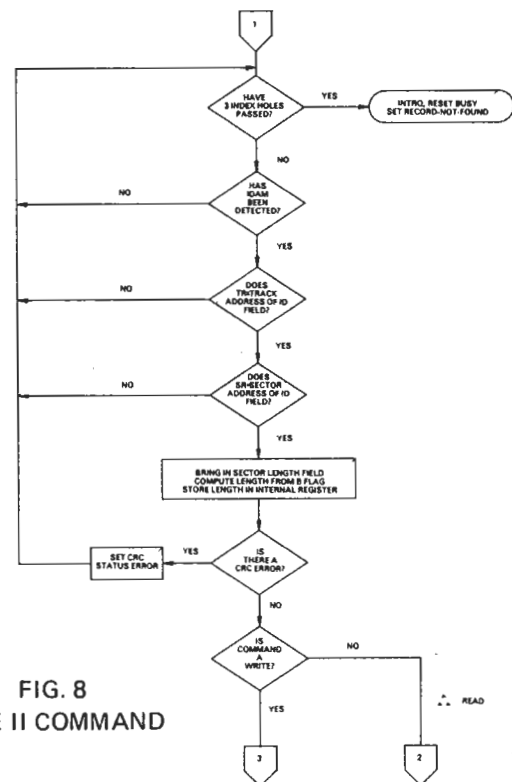 1
HAVE
3 INDEX HOLES
PASSED?
YES
INTRQ, RESET BUSY
SET RECORD-NOT-FOUND
NO
HAS
IDAM
BEEN
DETECTED?
NO
YES
DOES
TR=TRACK
ADDRESS OF ID
FIELD?
NO
YES
DOES
SR=SECTOR
ADDRESS OF ID
FIELD?
NO
YES
BRING IN SECTOR LENGTH FIELD
COMPUTE LENGTH FROM B FLAG
STORE LENGTH IN INTERNAL REGISTER
IS
THERE A
CRC ERROR?
YES
SET CRC
STATUS ERROR
NO
IS
COMMAND
A
WRITE?
NO
YES
∴ READ
3
2
FIG. 8
E II COMMAND